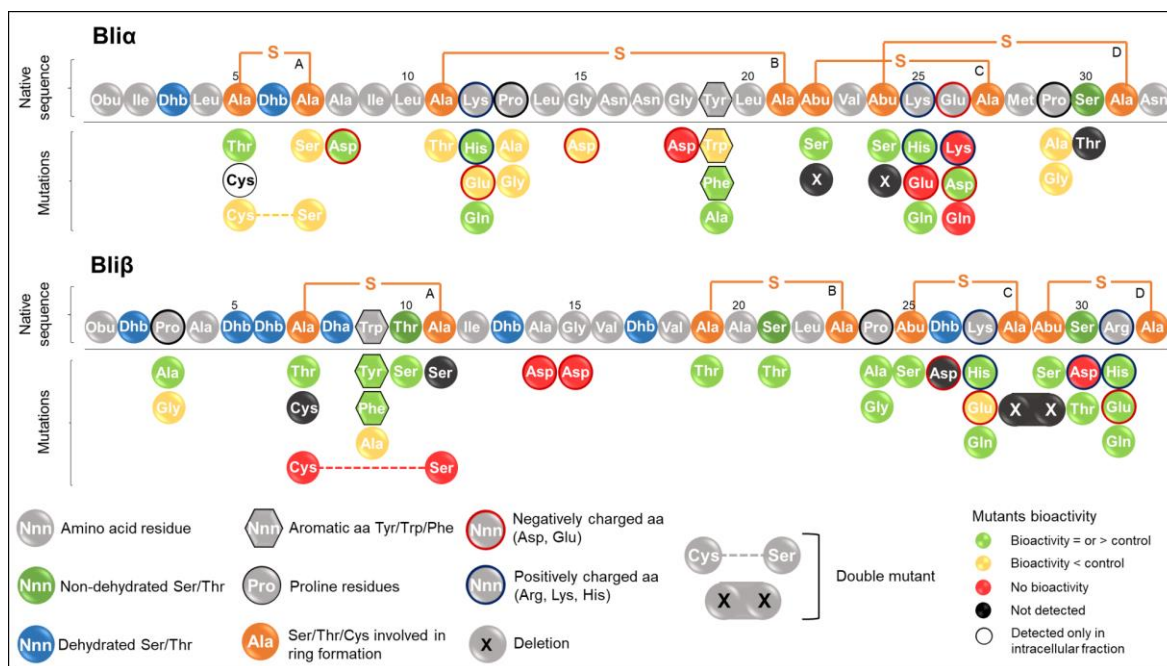 Bliα
S A S B S C S D
5 10 15 20 25 30
Native sequence
Obu Ile Dhb Leu Ala Dhb Ala Ala Ile Leu Ala Lys Pro Leu Gly Asn Asn Gly Tyr Leu Ala Abu Val Abu Lys Glu Ala Met Pro Ser Ala Asn
Mutations
Thr Ser Asp Thr His Ala Asp Asp Trp Ser Ser His Lys Ala Thr
Cys Glu Gly Phe X X Glu Asp Gly
Cys Ser Gln Ala Gln Gln
Bliβ
S A S B S C S D
5 10 15 20 25 30
Native sequence
Obu Dhb Pro Ala Dhb Dhb Ala Dha Trp Thr Ala Ile Dhb Ala Gly Val Dhb Val Ala Ala Ser Leu Ala Pro Abu Dhb Lys Ala Abu Ser Arg Ala
Mutations
Ala Thr Tyr Ser Ser Asp Asp Thr Thr Ala Ser Asp His Ser Asp His
Gly Cys Phe Gly Glu X X Thr Glu
Ala Gln Gln
Cys Ser
Nnn Amino acid residue
Nnn Non-dehydrated Ser/Thr
Nnn Dehydrated Ser/Thr
Nnn Aromatic aa Tyr/Trp/Phe
Pro Proline residues
Ala Ser/Thr/Cys involved in
ring formation
Nnn Negatively charged aa
(Asp, Glu)
Nnn Positively charged aa
(Arg, Lys, His)
X Deletion
Cys Ser
X X
Double mutant
Mutants bioactivity
Bioactivity = or > control
Bioactivity < control
No bioactivity
Not detected
Detected only in
intracellular fraction